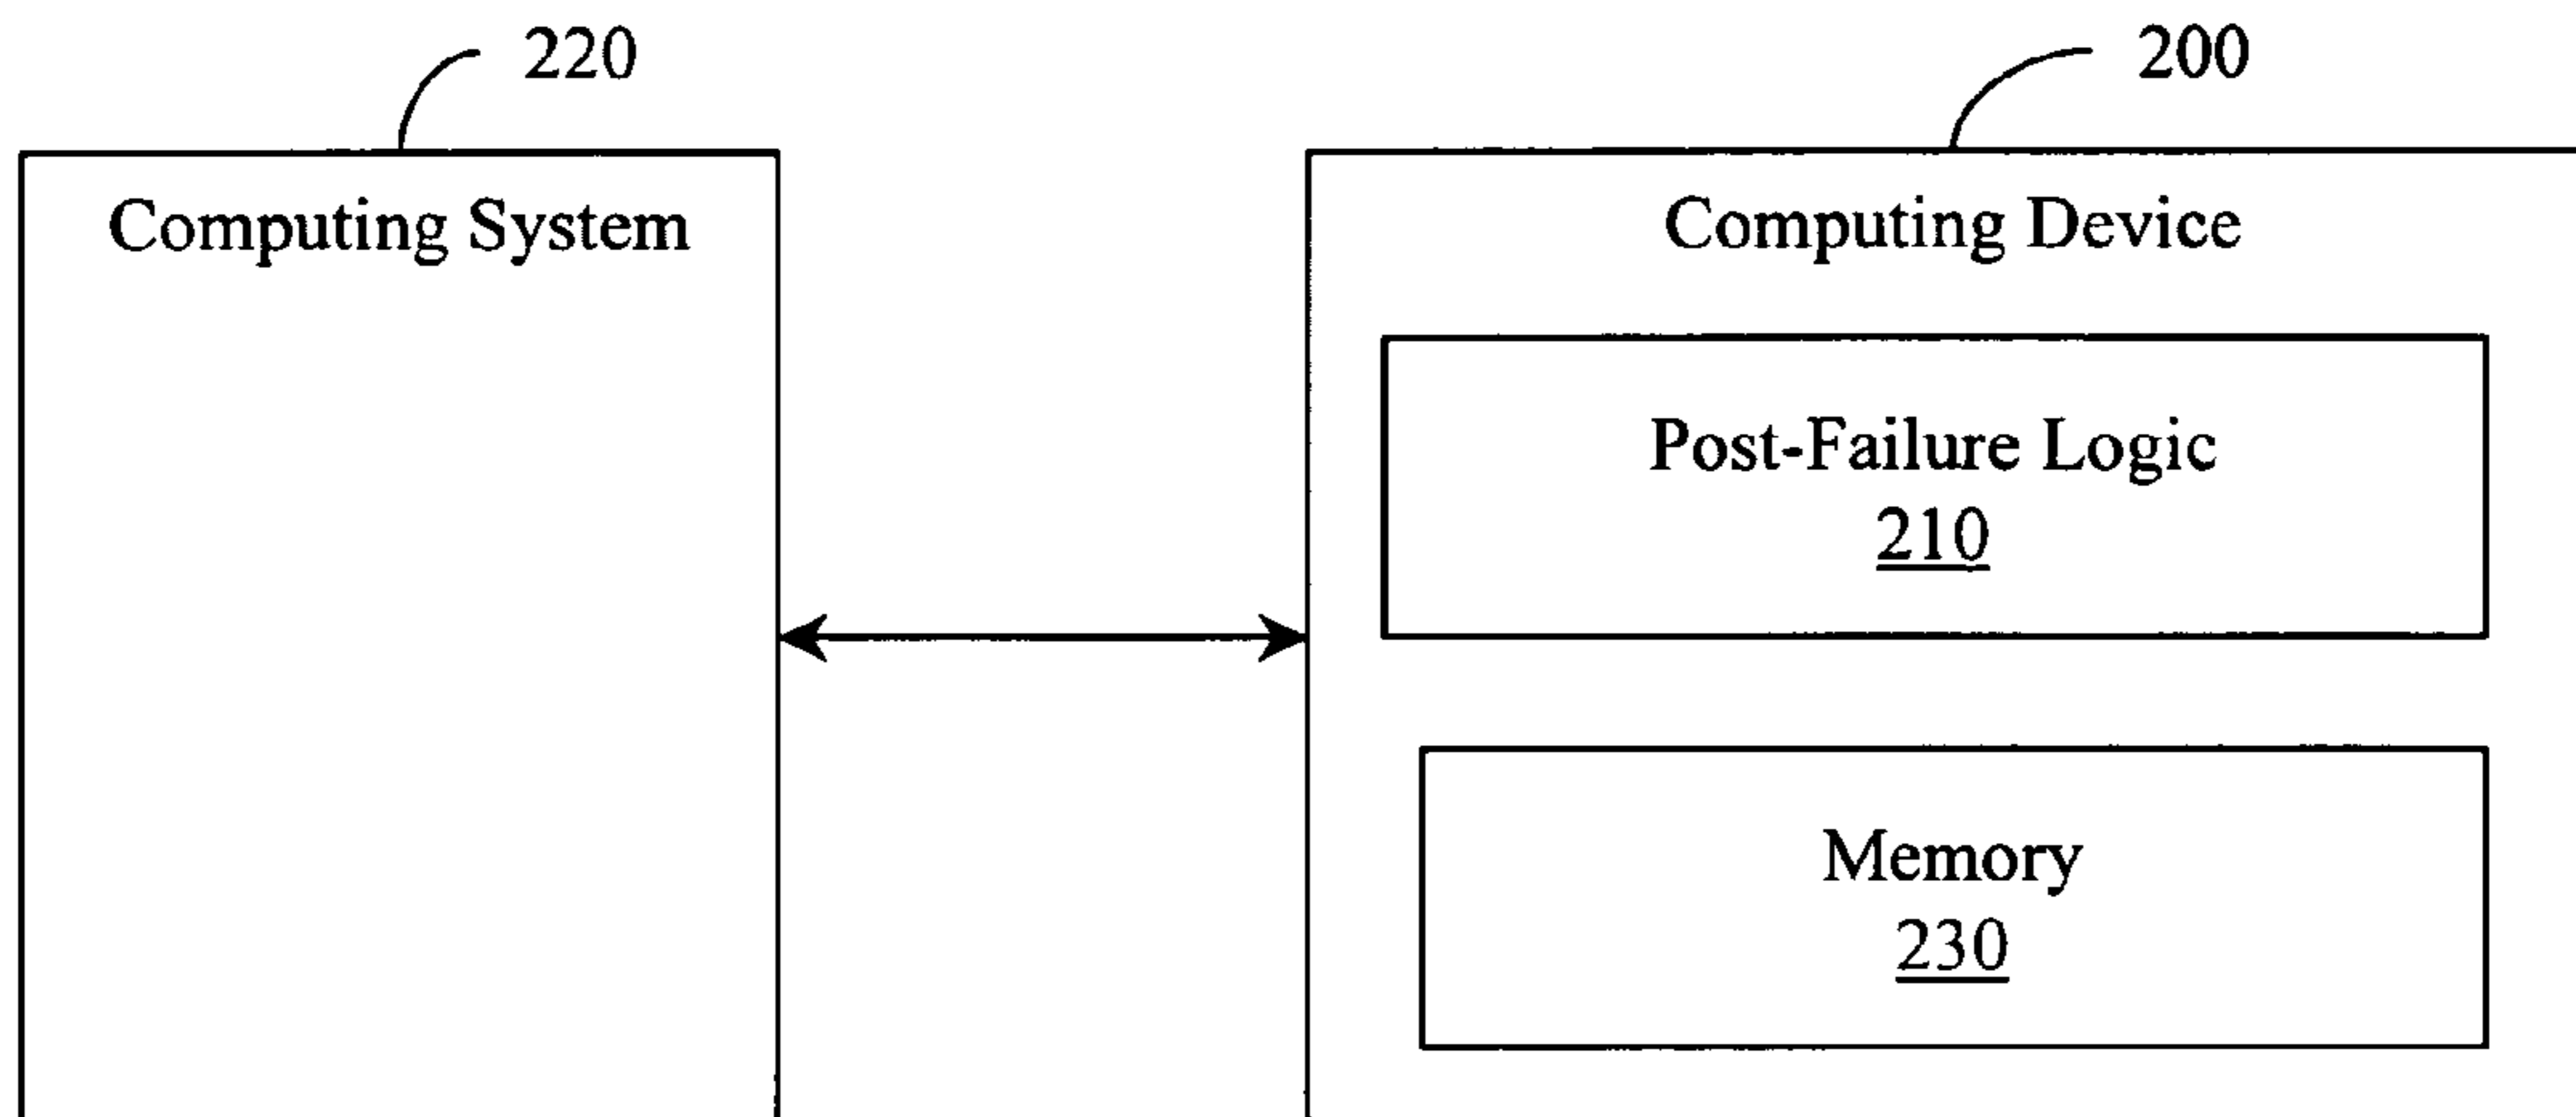 220
200
Computing System
Computing Device
Post-Failure Logic
210
Memory
230